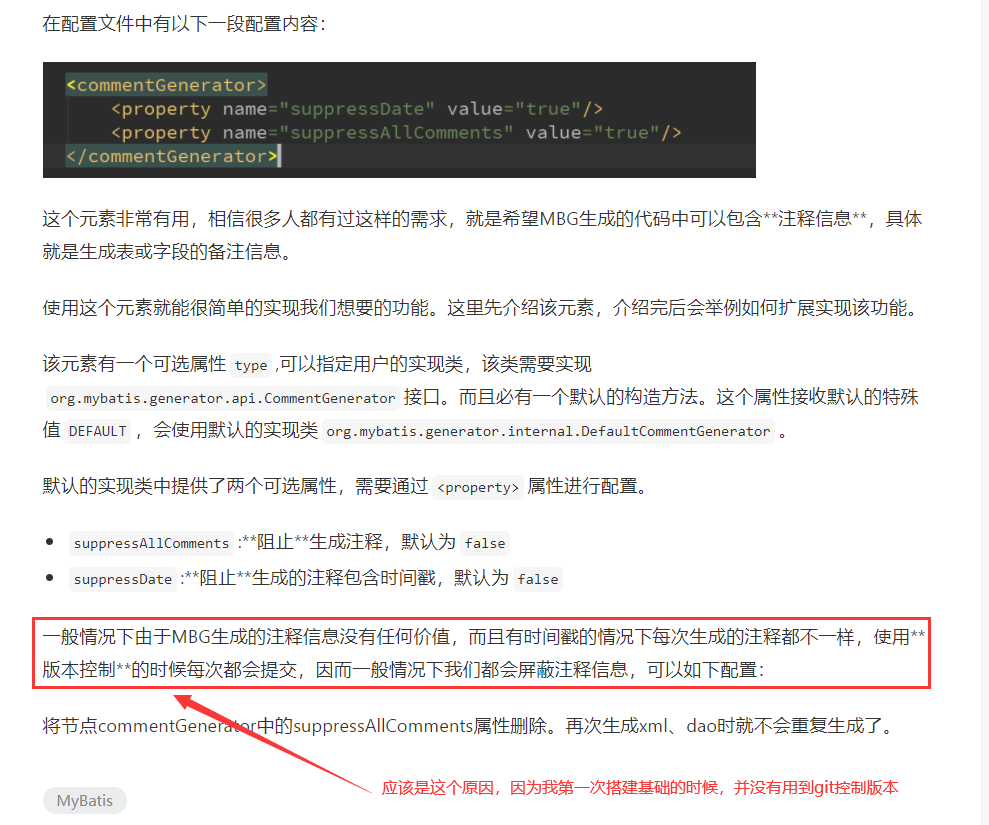 在配置文件中有以下一段配置内容：
<commentGenerator>
<property name="suppressDate" value="true"/>
<property name="suppressAllComments" value="true"/>
</commentGenerator>
这个元素非常有用，相信很多人都有过这样的需求，就是希望MBG生成的代码中可以包含**注释信息**，具体
就是生成表或字段的备注信息。
使用这个元素就能很简单的实现我们想要的功能。这里先介绍该元素，介绍完后会举例如何扩展实现该功能。
该元素有一个可选属性 type ,可以指定用户的实现类，该类需要实现
org.mybatis.generator.api.CommentGenerator 接口。而且必有一个默认的构造方法。这个属性接收默认的特殊
值 DEFAULT ，会使用默认的实现类 org.mybatis.generator.internal.DefaultCommentGenerator 。
默认的实现类中提供了两个可选属性，需要通过 <property> 属性进行配置。
• suppressAllComments :**阻止**生成注释，默认为 false
• suppressDate :**阻止**生成的注释包含时间戳，默认为 false
一般情况下由于MBG生成的注释信息没有任何价值，而且有时间戳的情况下每次生成的注释都不一样，使用**
版本控制**的时候每次都会提交，因而一般情况下我们都会屏蔽注释信息，可以如下配置：
将节点commentGenerator中的suppressAllComments属性删除。再次生成xml、dao时就不会重复生成了。
应该是这个原因，因为我第一次搭建基础的时候，并没有用到git控制版本
MyBatis